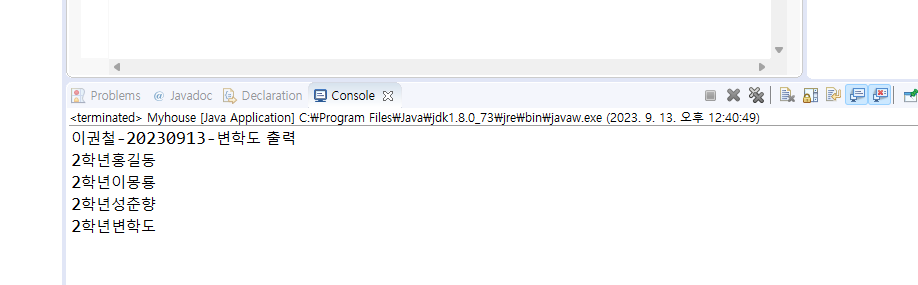 Problems @ Javadoc Declaration Console
<terminated> Myhouse [Java Application] C:₩Program Files₩Java₩jdk1.8.0_73₩jre₩bin₩javaw.exe (2023. 9. 13. 오후 12:40:49)
이권철-20230913-변학도 출력
2학년홍길동
2학년이몽룡
2학년성춘향
2학년변학도